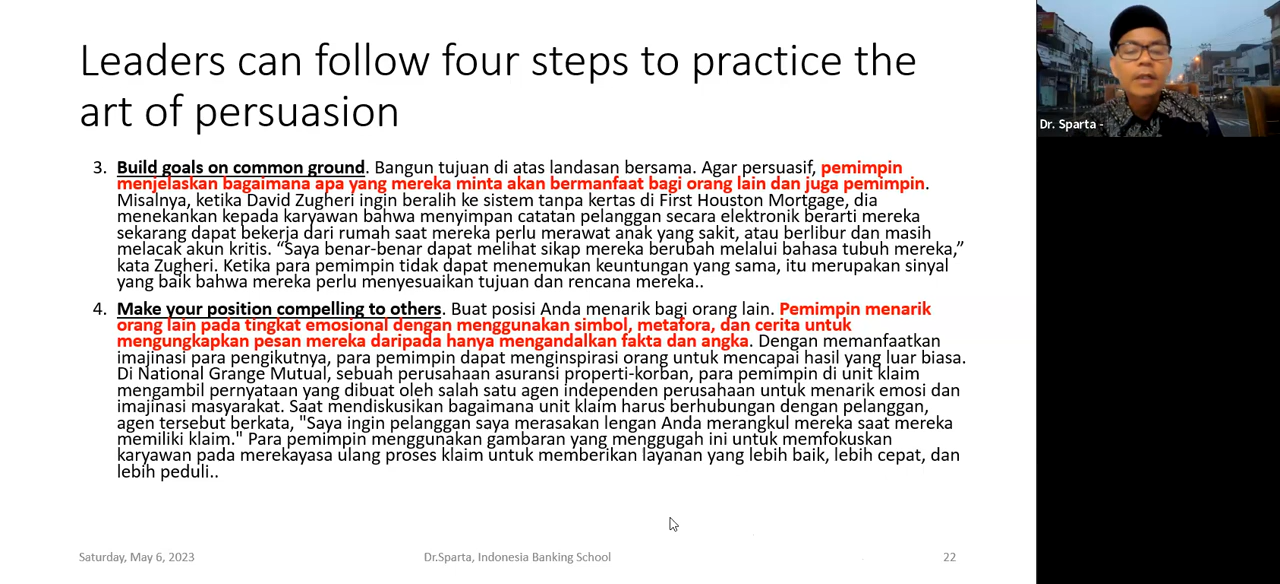 Leaders can follow four steps to practice the
art of persuasion
3. Build goals on common ground. Bangun tujuan di atas landasan bersama. Agar persuasif, pemimpin
menjelaskan bagaimana apa yang mereka minta akan bermanfaat bagi orang lain dan juga pemimpin.
Misalnya, ketika David Zugheri ingin beralih ke sistem tanpa kertas di First Houston Mortgage, dia
menekankan kepada karyawan bahwa menyimpan catatan pelanggan secara elektronik berarti mereka
sekarang dapat bekerja dari rumah saat mereka perlu merawat anak yang sakit, atau berlibur dan masih
melacak akun kritis. “Saya benar-benar dapat melihat sikap mereka berubah melalui bahasa tubuh mereka,”
kata Zugheri. Ketika para pemimpin tidak dapat menemukan keuntungan yang sama, itu merupakan sinyal
yang baik bahwa mereka perlu menyesuaikan tujuan dan rencana mereka..
4. Make your position compelling to others. Buat posisi Anda menarik bagi orang lain. Pemimpin menarik
orang lain pada tingkat emosional dengan menggunakan simbol, metafora, dan cerita untuk
mengungkapkan pesan mereka daripada hanya mengandalkan fakta dan angka. Dengan memanfaatkan
imajinasi para pengikutnya, para pemimpin dapat menginspirasi orang untuk mencapai hasil yang luar biasa.
Di National Grange Mutual, sebuah perusahaan asuransi properti-korban, para pemimpin di unit klaim
mengambil pernyataan yang dibuat oleh salah satu agen independen perusahaan untuk menarik emosi dan
imajinasi masyarakat. Saat mendiskusikan bagaimana unit klaim harus berhubungan dengan pelanggan,
agen tersebut berkata, "Saya ingin pelanggan saya merasakan lengan Anda merangkul mereka saat mereka
memiliki klaim." Para pemimpin menggunakan gambaran yang menggugah ini untuk memfokuskan
karyawan pada merekayasa ulang proses klaim untuk memberikan layanan yang lebih baik, lebih cepat, dan
lebih peduli..
Saturday, May 6, 2023
Dr.Sparta, Indonesia Banking School
22
Dr. Sparta -